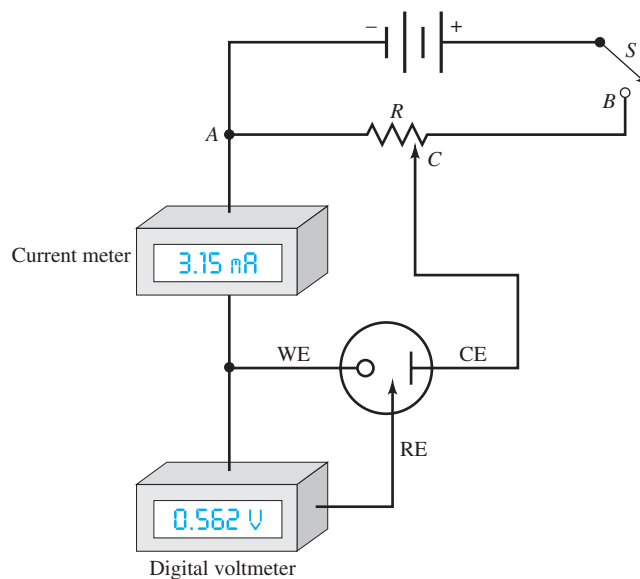 − +
S
B
R
A
C
Current meter
3.15 mA
WE
CE
RE
0.562 V
Digital voltmeter